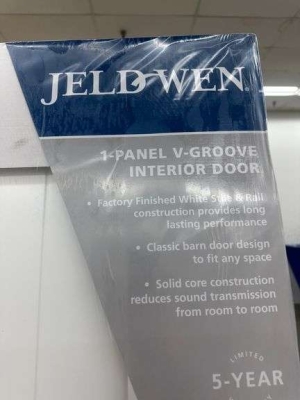 JELD-WEN
1-PANEL V-GROOVE
INTERIOR DOOR
• Factory Finished White Stile & Rail
construction provides long
lasting performance
• Classic barn door design
to fit any space
• Solid core construction
reduces sound transmission
from room to room
LIMITED
5-YEAR